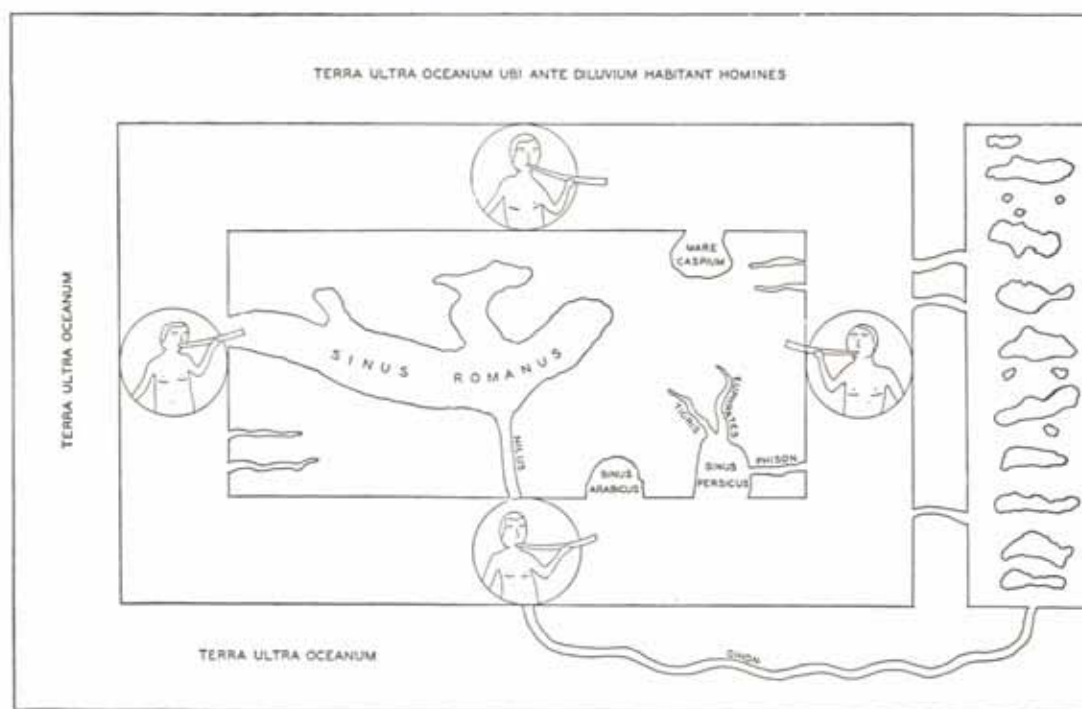 TERRA ULTRA OCEANUM UBI ANTE DILUVIUM HABITANT HOMINES
TERRA ULTRA OCEANUM
MARE
CASPIUM
SINUS ROMANUS
NILUS
TIGRIS
EUPHRATES
SINUS
ARABICUS
SINUS
PERSICUS
PHISON
TERRA ULTRA OCEANUM
GIHON